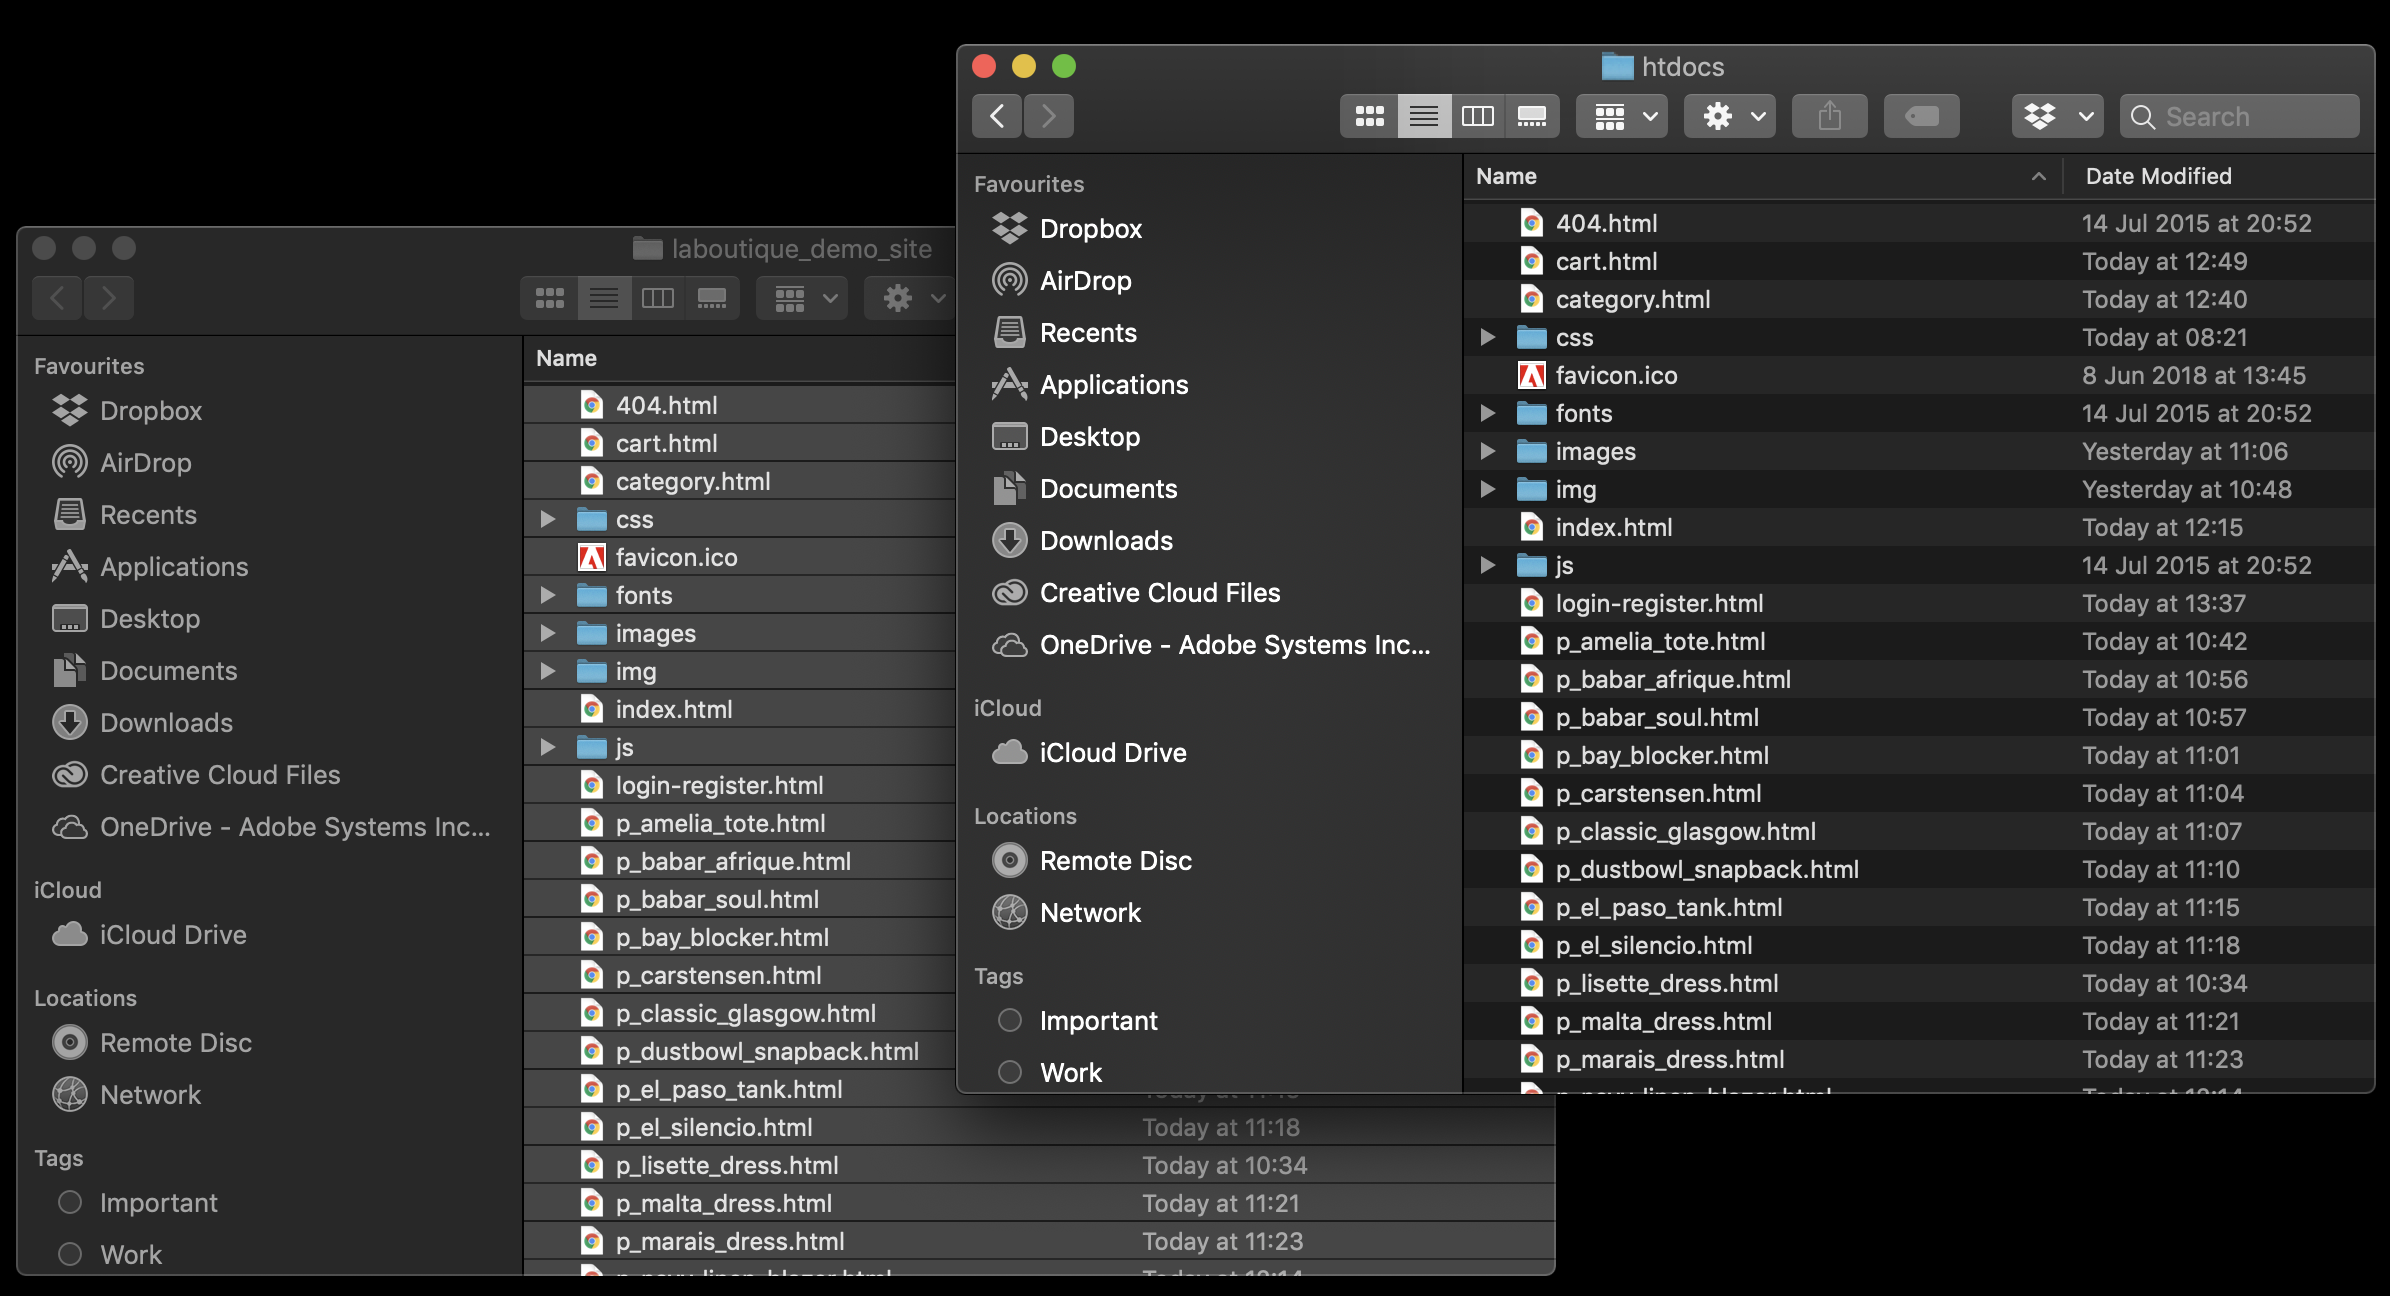 laboutique_demo_site
Favourites
Dropbox
AirDrop
Recents
Applications
Desktop
Documents
Downloads
Creative Cloud Files
OneDrive - Adobe Systems Inc...
iCloud
iCloud Drive
Locations
Remote Disc
Network
Tags
Important
Work
Name
404.html
cart.html
category.html
css
favicon.ico
fonts
images
img
index.html
js
login-register.html
p_amelia_tote.html
p_babar_afrique.html
p_babar_soul.html
p_bay_blocker.html
p_carstensen.html
p_classic_glasgow.html
p_dustbowl_snapback.html
p_el_paso_tank.html
p_el_silencio.html Today at 11:18
p_lisette_dress.html Today at 10:34
p_malta_dress.html Today at 11:21
p_marais_dress.html Today at 11:23
htdocs
Search
Favourites
Dropbox
AirDrop
Recents
Applications
Desktop
Documents
Downloads
Creative Cloud Files
OneDrive - Adobe Systems Inc...
iCloud
iCloud Drive
Locations
Remote Disc
Network
Tags
Important
Work
Name Date Modified
404.html 14 Jul 2015 at 20:52
cart.html Today at 12:49
category.html Today at 12:40
css Today at 08:21
favicon.ico 8 Jun 2018 at 13:45
fonts 14 Jul 2015 at 20:52
images Yesterday at 11:06
img Yesterday at 10:48
index.html Today at 12:15
js 14 Jul 2015 at 20:52
login-register.html Today at 13:37
p_amelia_tote.html Today at 10:42
p_babar_afrique.html Today at 10:56
p_babar_soul.html Today at 10:57
p_bay_blocker.html Today at 11:01
p_carstensen.html Today at 11:04
p_classic_glasgow.html Today at 11:07
p_dustbowl_snapback.html Today at 11:10
p_el_paso_tank.html Today at 11:15
p_el_silencio.html Today at 11:18
p_lisette_dress.html Today at 10:34
p_malta_dress.html Today at 11:21
p_marais_dress.html Today at 11:23